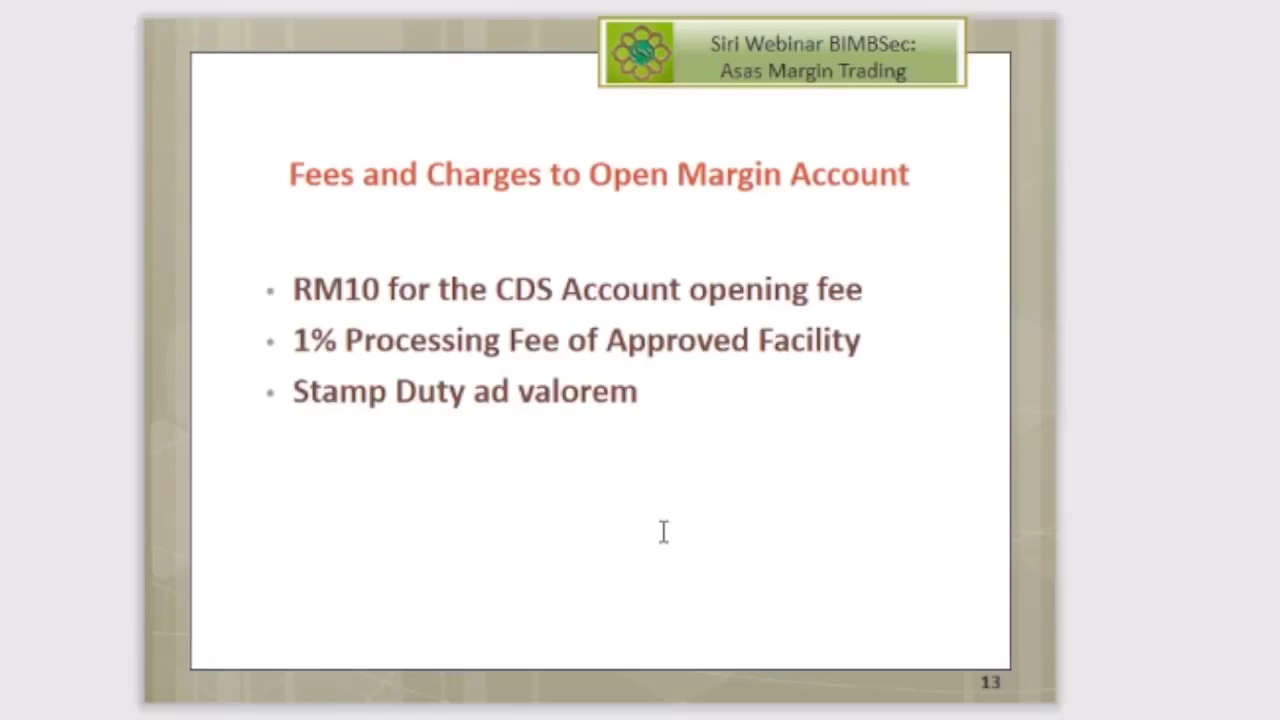 Siri Webinar BIMBSec:
Asas Margin Trading
Fees and Charges to Open Margin Account
• RM10 for the CDS Account opening fee
• 1% Processing Fee of Approved Facility
• Stamp Duty ad valorem
13